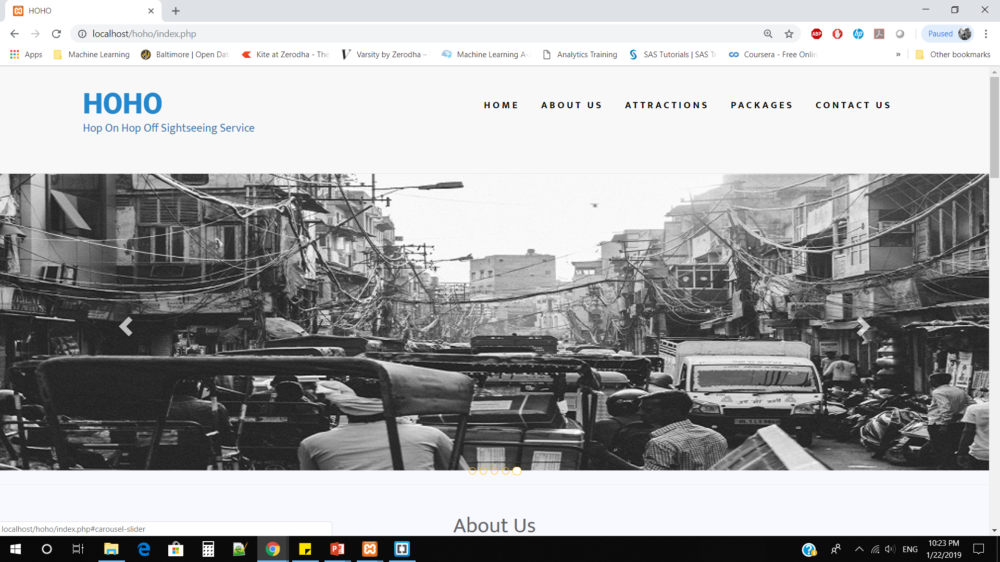 HOHO
localhost/hoho/index.php
ABP
hp
Paused
Apps
Machine Learning
Baltimore | Open Dat
Kite at Zerodha - The
Varsity by Zerodha –
Machine Learning A-
Analytics Training
SAS Tutorials | SAS Tr
Coursera - Free Onlin
»
Other bookmarks
HOHO
Hop On Hop Off Sightseeing Service
HOME
ABOUT US
ATTRACTIONS
PACKAGES
CONTACT US
About Us
localhost/hoho/index.php#carousel-slider
ENG
10:23 PM
1/22/2019